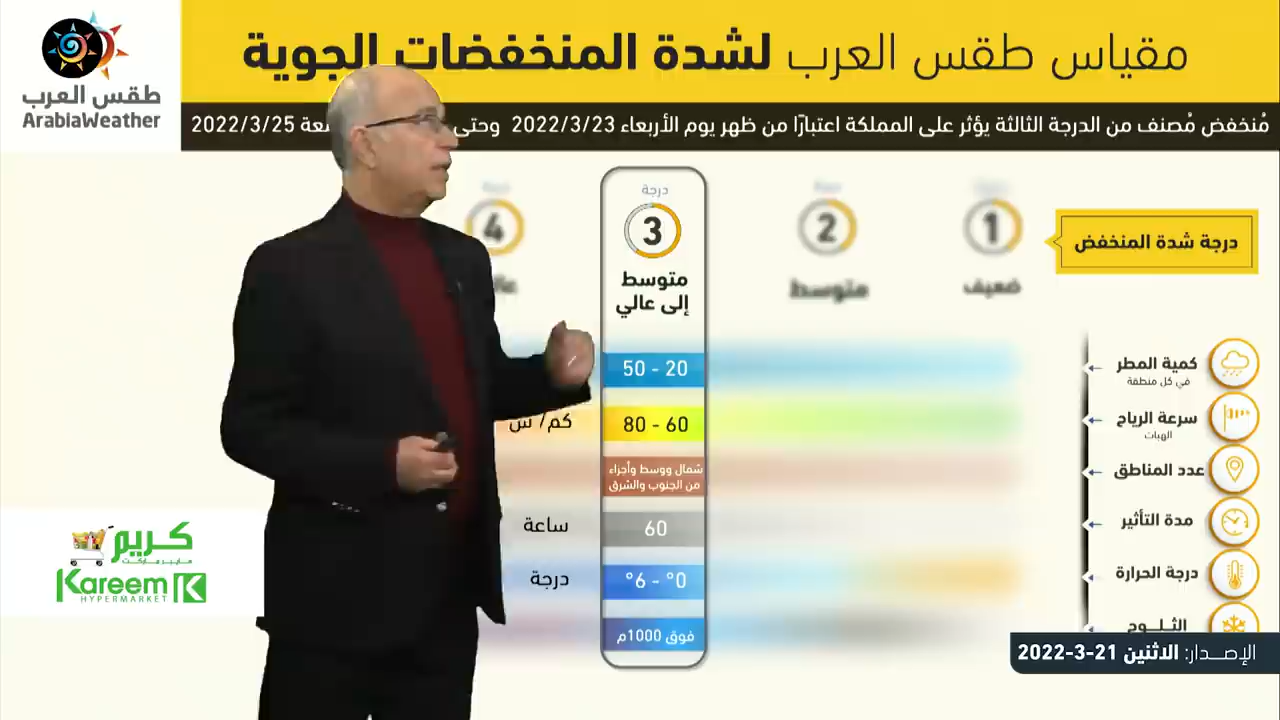 طقس العرب
ArabiaWeather
مقياس طقس العرب لشدة المنخفضات الجوية
مُنخفض مُصنف من الدرجة الثالثة يؤثر على المملكة اعتبارًا من ظهر يوم الأربعاء 2022/3/23 وحتى 2022/3/25
درجة شدة المنخفض
1
ضعيف
2
متوسط
درجة
3
متوسط
إلى عالي
4
كمية المطر
في كل منطقة
20 - 50
سرعة الرياح
الهبات
60 - 80
كم/ س
عدد المناطق
شمال ووسط وأجزاء
من الجنوب والشرق
مدة التأثير
60
ساعة
درجة الحرارة
0° - 6°
درجة
الثلــوج
فوق 1000م
كريم
هايبر ماركت
Kareem
HYPERMARKET
K
الإصــدار: الاثنين 21-3-2022